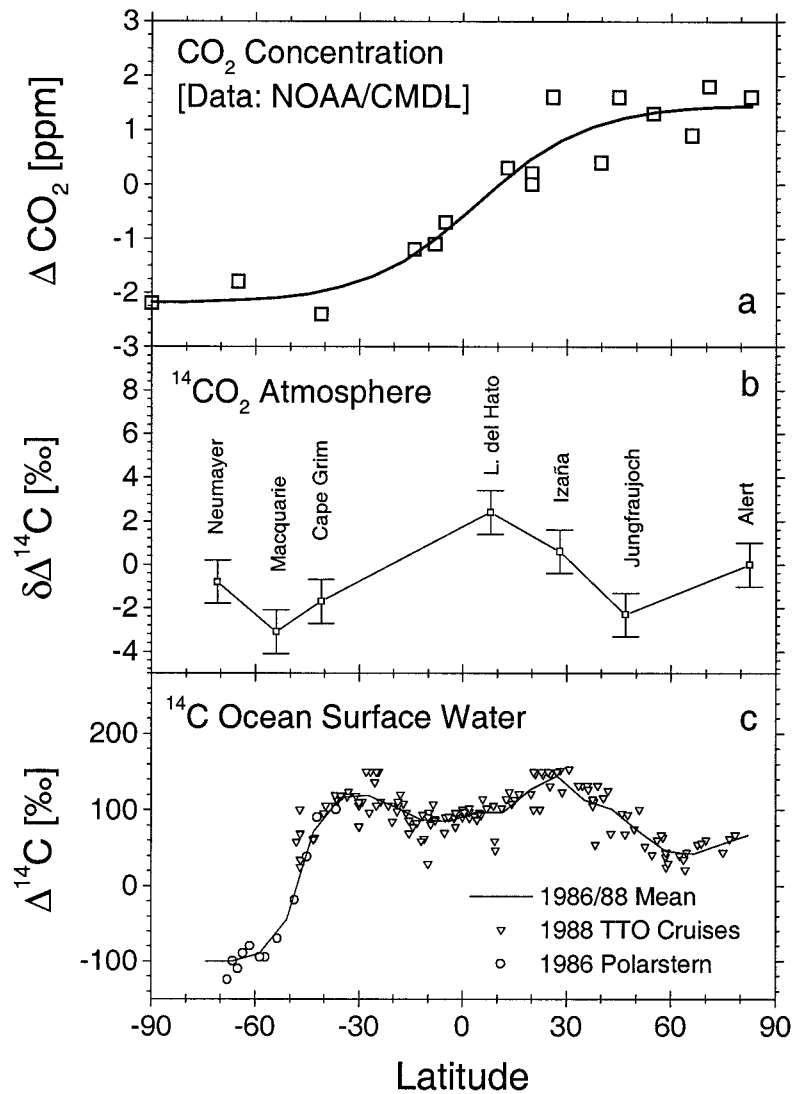 CO₂ Concentration
[Data: NOAA/CMDL]
a
Δ CO₂ [ppm]
3
2
1
0
-1
-2
-3
¹⁴CO₂ Atmosphere
b
δΔ¹⁴C [‰]
8
6
4
2
0
-2
-4
Neumayer
Macquarie
Cape Grim
L. del Hato
Izaña
Jungfraujoch
Alert
¹⁴C Ocean Surface Water
c
Δ¹⁴C [‰]
200
100
0
-100
1986/88 Mean
1988 TTO Cruises
1986 Polarstern
-90 -60 -30 0 30 60 90
Latitude